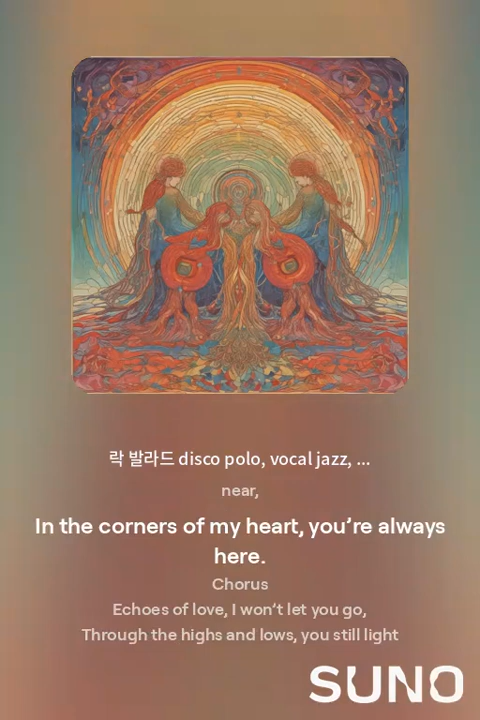 락 발라드 disco polo, vocal jazz, ...
near,
In the corners of my heart, you're always
here.
Chorus
Echoes of love, I won't let you go,
Through the highs and lows, you still light
SUNO